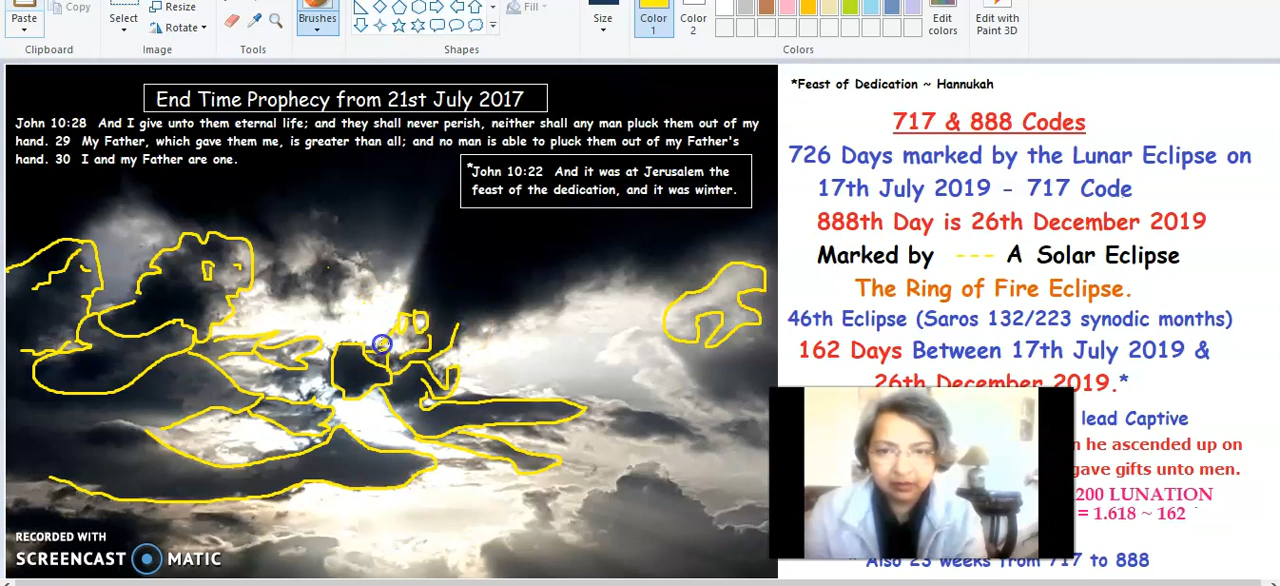 Paste
Copy
Select
Resize
Rotate
Brushes
Fill
Size
Color 1
Color 2
Edit colors
Edit with Paint 3D
Clipboard
Image
Tools
Shapes
Colors
End Time Prophecy from 21st July 2017
John 10:28 And I give unto them eternal life; and they shall never perish, neither shall any man pluck them out of my
hand. 29 My Father, which gave them me, is greater than all; and no man is able to pluck them out of my Father's
hand. 30 I and my Father are one.
*John 10:22 And it was at Jerusalem the
feast of the dedication, and it was winter.
RECORDED WITH
SCREENCAST MATIC
*Feast of Dedication ~ Hannukah
717 & 888 Codes
726 Days marked by the Lunar Eclipse on
17th July 2019 - 717 Code
888th Day is 26th December 2019
Marked by --- A Solar Eclipse
The Ring of Fire Eclipse.
46th Eclipse (Saros 132/223 synodic months)
162 Days Between 17th July 2019 &
26th December 2019.*
lead Captive
he ascended up on
gave gifts unto men.
200 LUNATION
= 1.618 ~ 162
* Also 23 weeks from 717 to 888